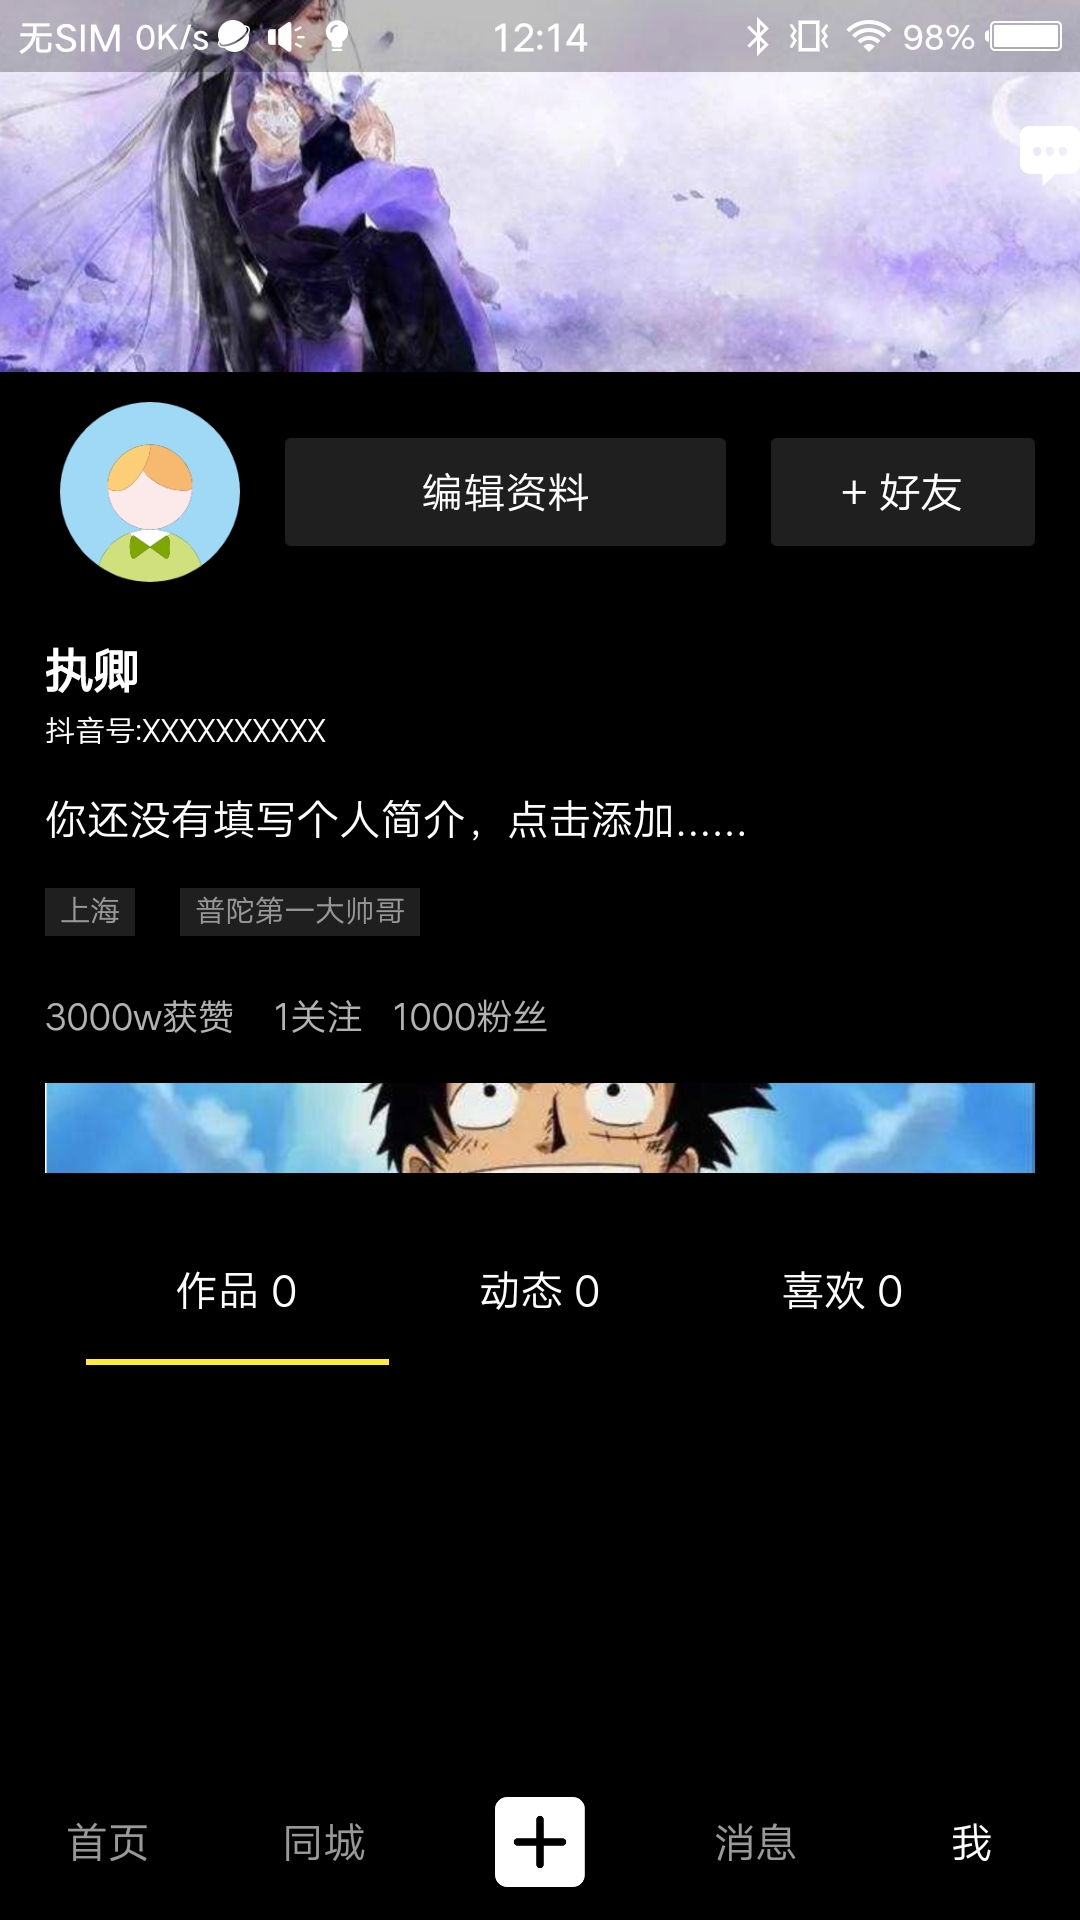 无SIM 0K/s 12:14 98%
编辑资料 + 好友
执卿
抖音号:XXXXXXXXXX
你还没有填写个人简介，点击添加......
上海 普陀第一大帅哥
3000w获赞 1关注 1000粉丝
作品 0 动态 0 喜欢 0
首页 同城 消息 我